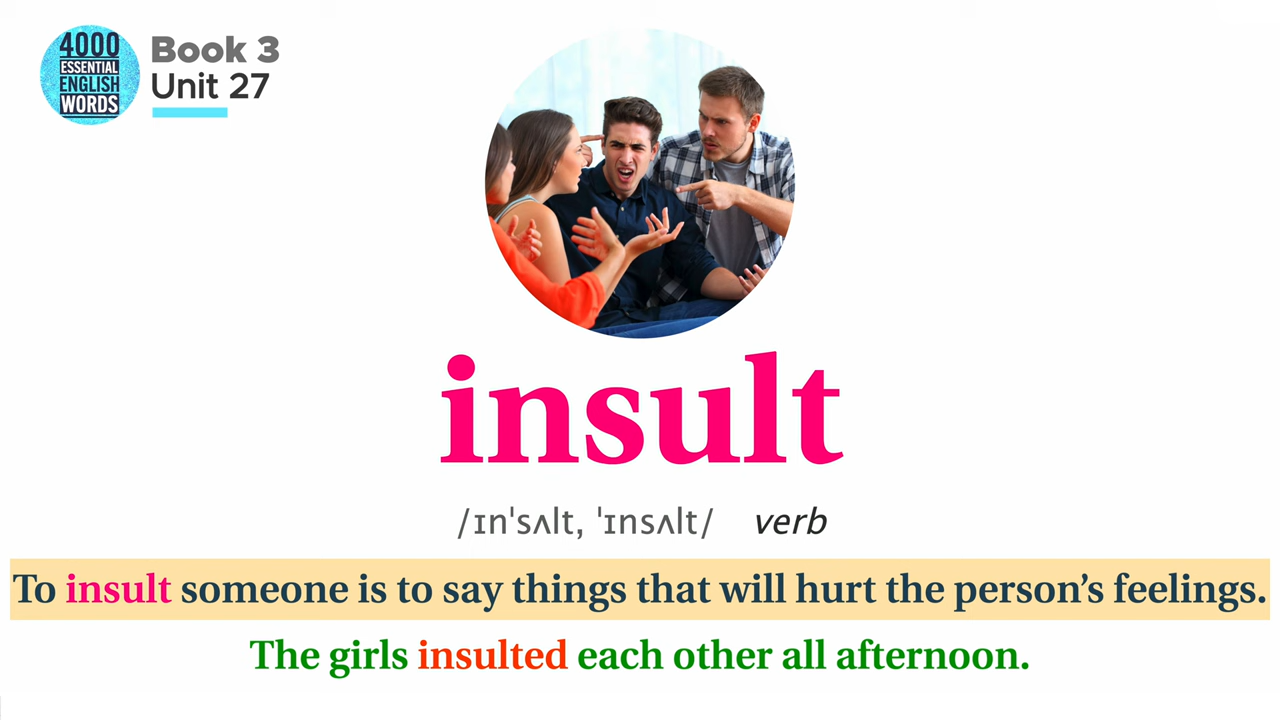 4000
ESSENTIAL
ENGLISH
WORDS
Book 3
Unit 27
insult
/ɪnˈsʌlt, ˈɪnsʌlt/ verb
To insult someone is to say things that will hurt the person’s feelings.
The girls insulted each other all afternoon.